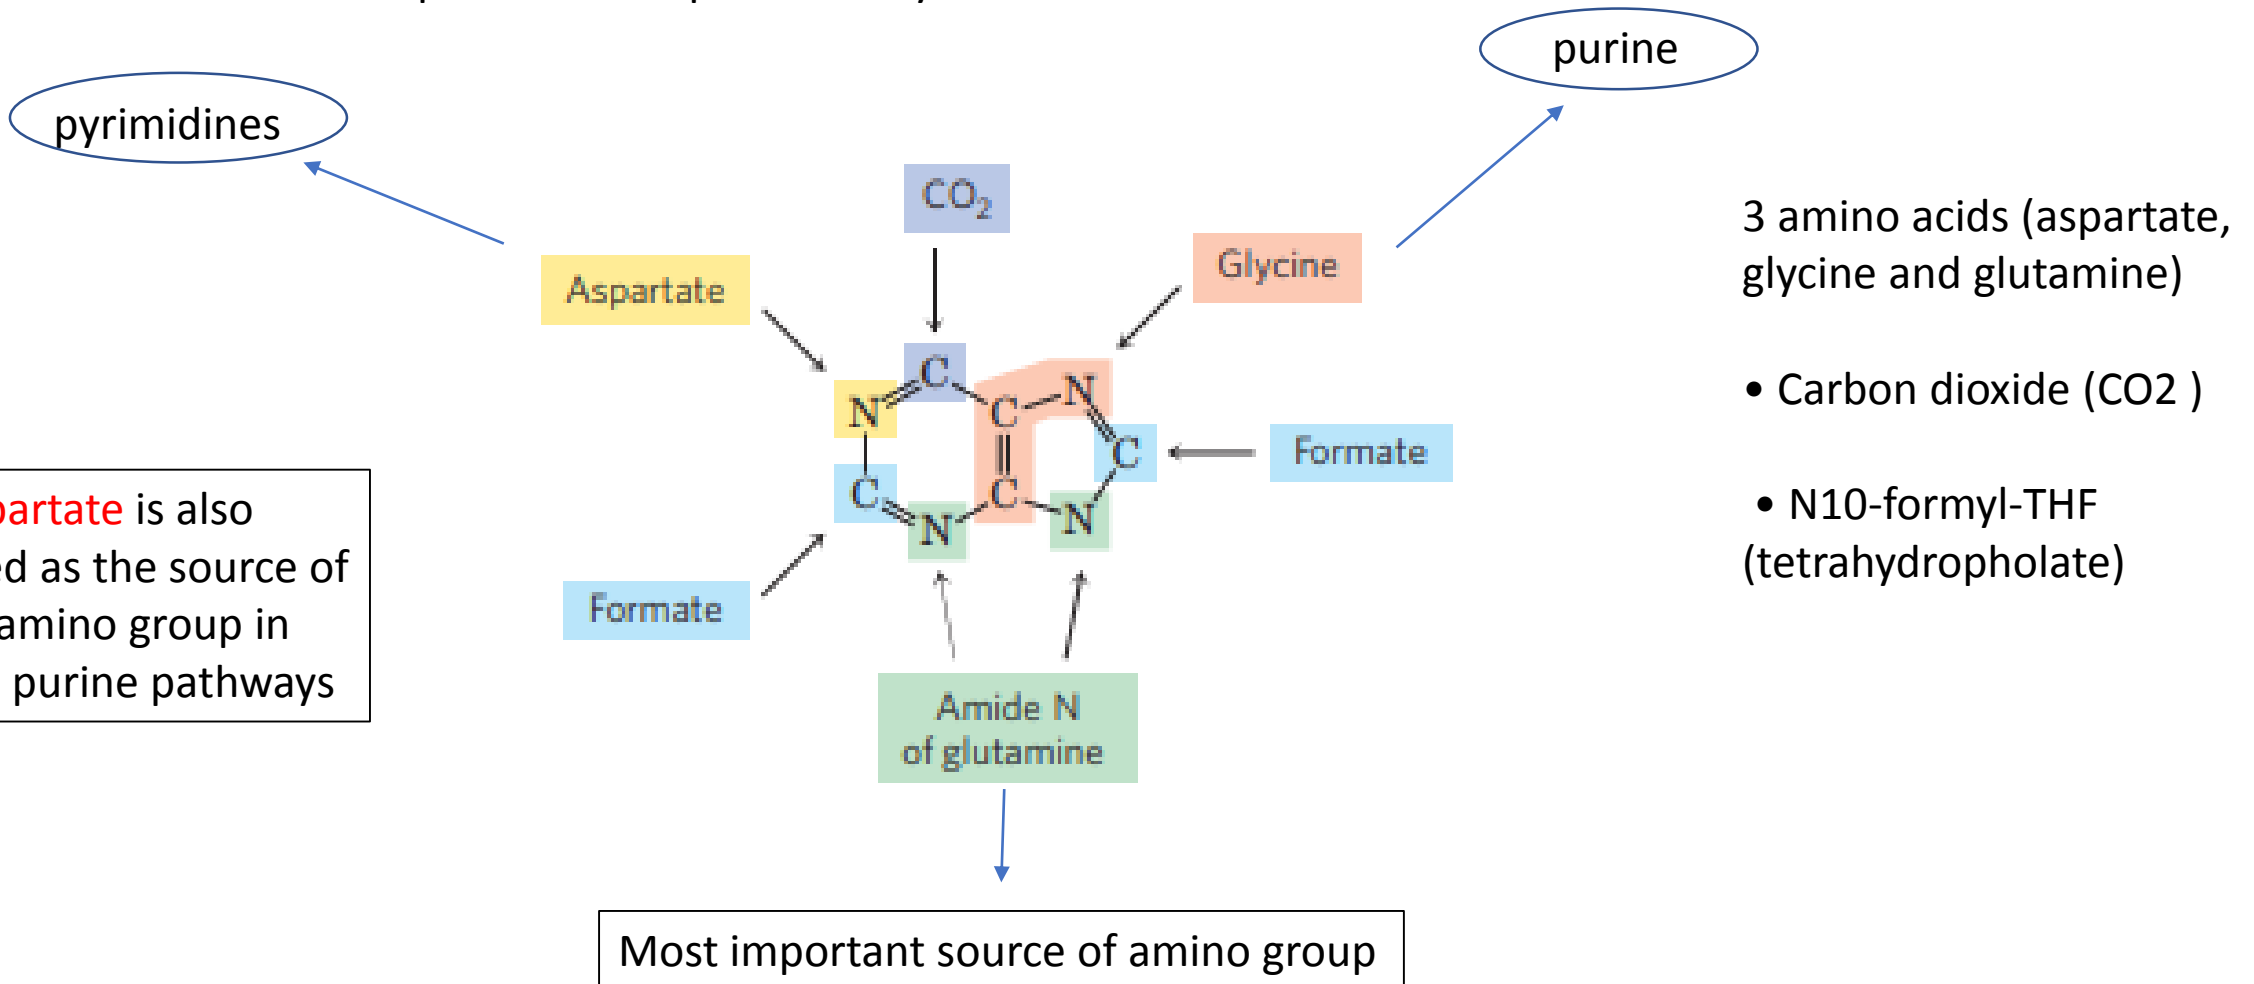 purine
pyrimidines
CO2
Aspartate
Glycine
3 amino acids (aspartate,
glycine and glutamine)
• Carbon dioxide (CO2 )
• N10-formyl-THF
(tetrahydropholate)
C
N
N
C
C
Formate
C
C
N
N
partate is also
ed as the source of
amino group in
purine pathways
Formate
Amide N
of glutamine
Most important source of amino group